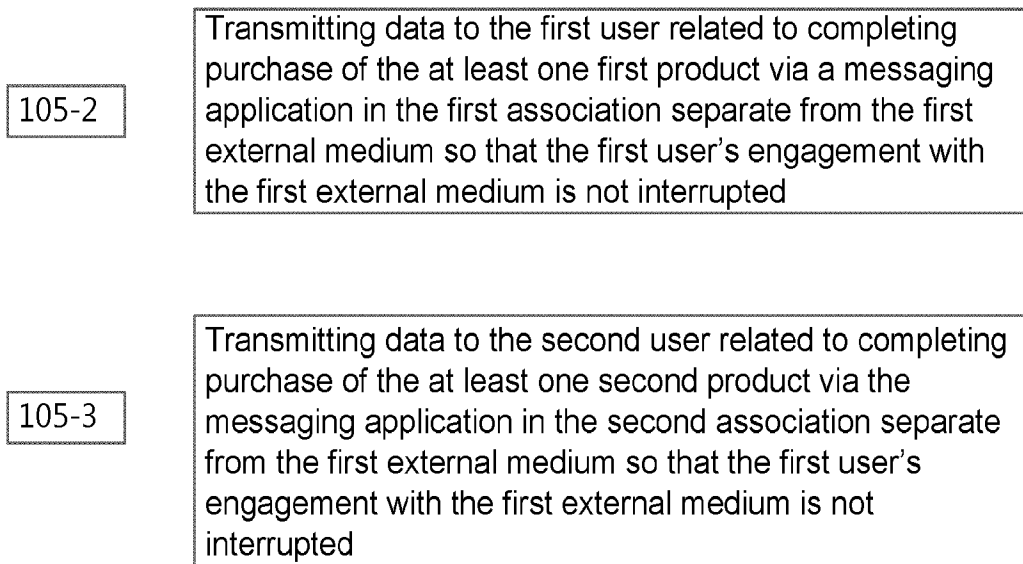 105-2
Transmitting data to the first user related to completing
purchase of the at least one first product via a messaging
application in the first association separate from the first
external medium so that the first user's engagement with
the first external medium is not interrupted
105-3
Transmitting data to the second user related to completing
purchase of the at least one second product via the
messaging application in the second association separate
from the first external medium so that the first user's
engagement with the first external medium is not
interrupted